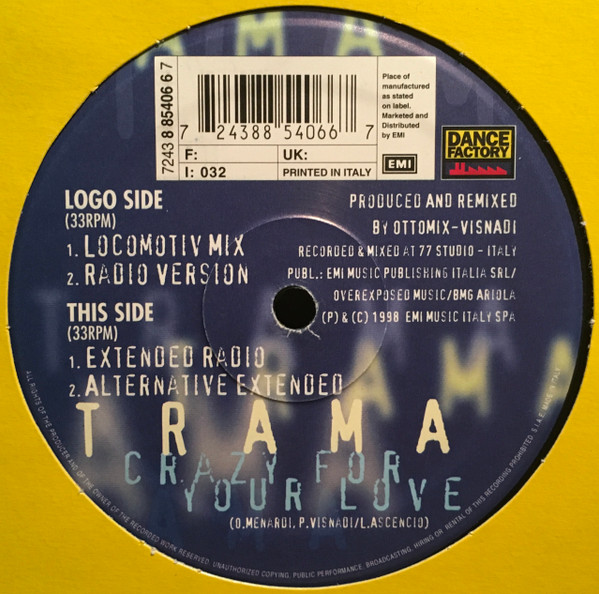 TRAMA
7243 8 85406 6 7
7 24388 54066 7
Place of
manufactured
as stated
on label.
Marketed and
Distributed
by EMI
F:
UK:
I: 032
PRINTED IN ITALY
EMI
DANCE
FACTORY
LOGO SIDE
(33RPM)
1. LOCOMOTIV MIX
2. RADIO VERSION
THIS SIDE
(33RPM)
1. EXTENDED RADIO
2. ALTERNATIVE EXTENDED
PRODUCED AND REMIXED
BY OTTOMIX-VISNADI
RECORDED & MIXED AT 77 STUDIO - ITALY
PUBL.: EMI MUSIC PUBLISHING ITALIA SRL/
OVEREXPOSED MUSIC/BMG ARIOLA
(P) & (C) 1998 EMI MUSIC ITALY SPA
TRAMA
TRAMA
CRAZY FOR
YOUR LOVE
(O.MENARDI, P.VISNADI/L.ASCENCIO)
ALL RIGHTS OF THE PRODUCER AND OF THE OWNER OF THE RECORDED WORK RESERVED. UNAUTHORIZED COPYING, PUBLIC PERFORMANCE, BROADCASTING, HIRING OR RENTAL OF THIS RECORDING PROHIBITED. S.I.A.E. MADE IN ITALY